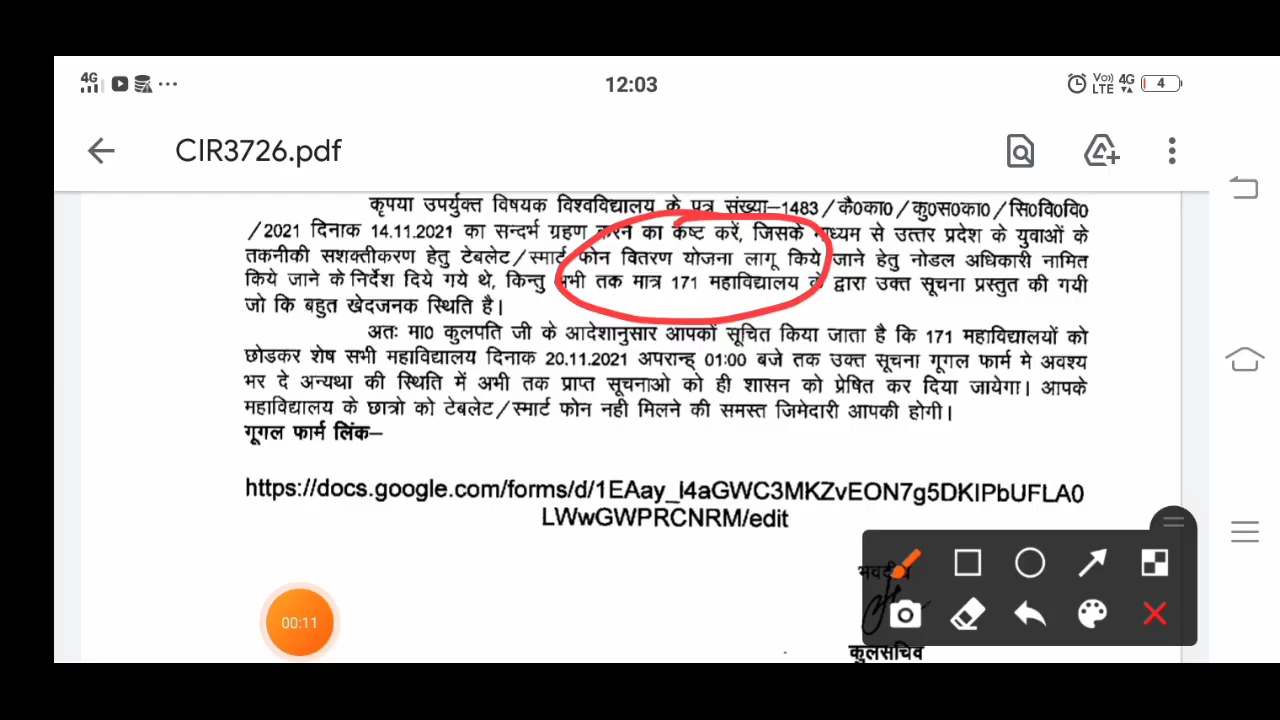 4G
12:03
Vo)) LTE 4G 4
CIR3726.pdf
कृपया उपर्युक्त विषयक विश्वविद्यालय के पत्र संख्या–1483/कै0का0/कु0स0का0/सि0वि0वि0
/2021 दिनाक 14.11.2021 का सन्दर्भ ग्रहण करने का कष्ट करें, जिसके माध्यम से उत्तर प्रदेश के युवाओं के
तकनीकी सशक्तीकरण हेतु टेबलेट/स्मार्ट फोन वितरण योजना लागू किये जाने हेतु नोडल अधिकारी नामित
किये जाने के निर्देश दिये गये थे, किन्तु अभी तक मात्र 171 महाविद्यालय के द्वारा उक्त सूचना प्रस्तुत की गयी
जो कि बहुत खेदजनक स्थिति है।
अतः मा0 कुलपति जी के आदेशानुसार आपकों सूचित किया जाता है कि 171 महाविद्यालयों को
छोडकर शेष सभी महाविद्यालय दिनाक 20.11.2021 अपरान्ह् 01:00 बजे तक उक्त सूचना गूगल फार्म मे अवश्य
भर दे अन्यथा की स्थिति में अभी तक प्राप्त सूचनाओ को ही शासन को प्रेषित कर दिया जायेगा। आपके
महाविद्यालय के छात्रो को टेबलेट/स्मार्ट फोन नही मिलने की समस्त जिमेदारी आपकी होगी।
गूगल फार्म लिंक–
https://docs.google.com/forms/d/1EAay_l4aGWC3MKZvEON7g5DKlPbUFLA0
LWwGWPRCNRM/edit
भवदीय
00:11
कुलसचिव